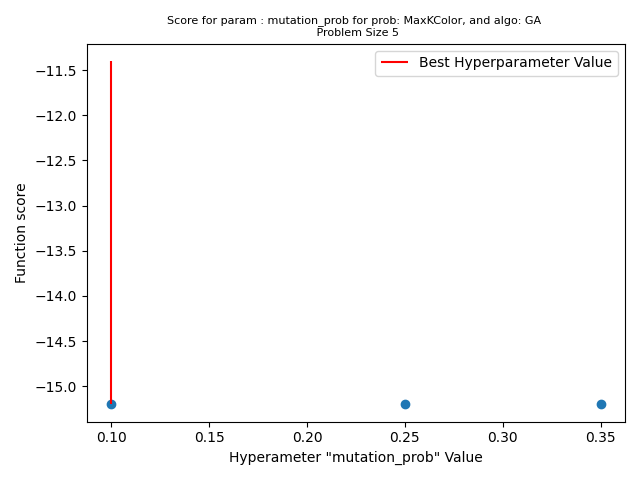 Score for param : mutation_prob for prob: MaxKColor, and algo: GA
Problem Size 5
Best Hyperparameter Value
Function score
−11.5
−12.0
−12.5
−13.0
−13.5
−14.0
−14.5
−15.0
0.10 0.15 0.20 0.25 0.30 0.35
Hyperameter "mutation_prob" Value